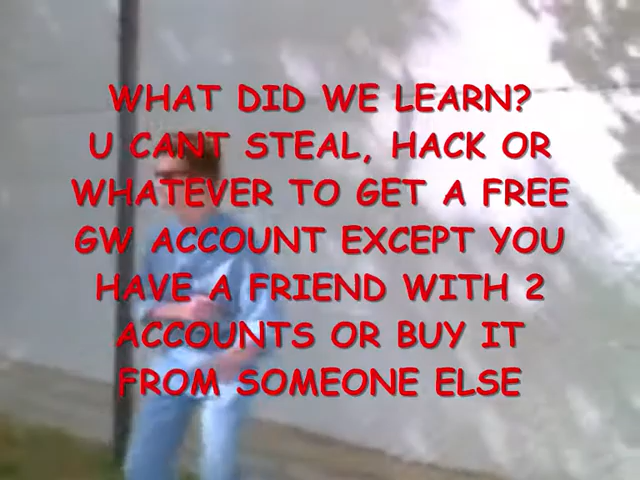 WHAT DID WE LEARN?
U CANT STEAL, HACK OR
WHATEVER TO GET A FREE
GW ACCOUNT EXCEPT YOU
HAVE A FRIEND WITH 2
ACCOUNTS OR BUY IT
FROM SOMEONE ELSE